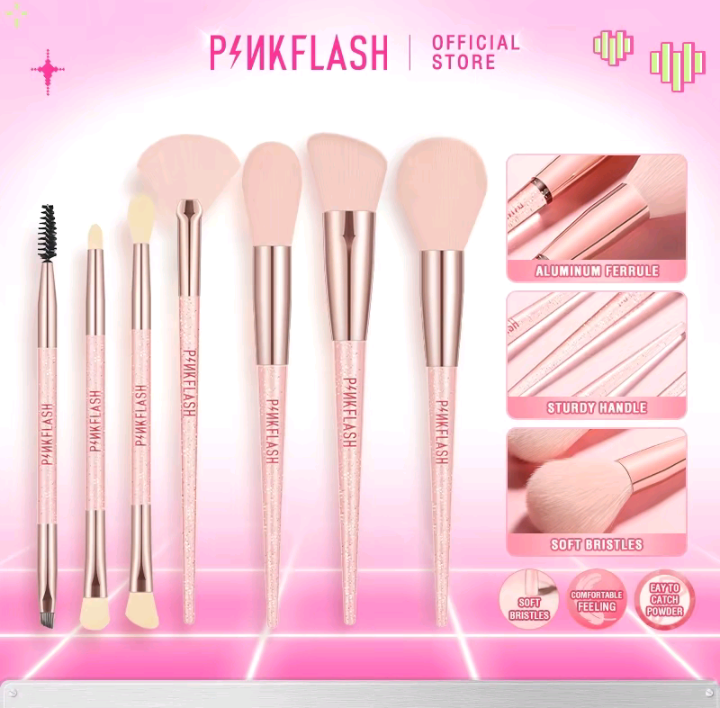 PINKFLASH
OFFICIAL
STORE
PINKFLASH
PINKFLASH
PINKFLASH
PINKFLASH
PINKFLASH
PINKFLASH
PINKFLASH
ALUMINUM FERRULE
STURDY HANDLE
SOFT BRISTLES
SOFT
BRISTLES
COMFORTABLE
FEELING
EAY TO
CATCH
POWDER